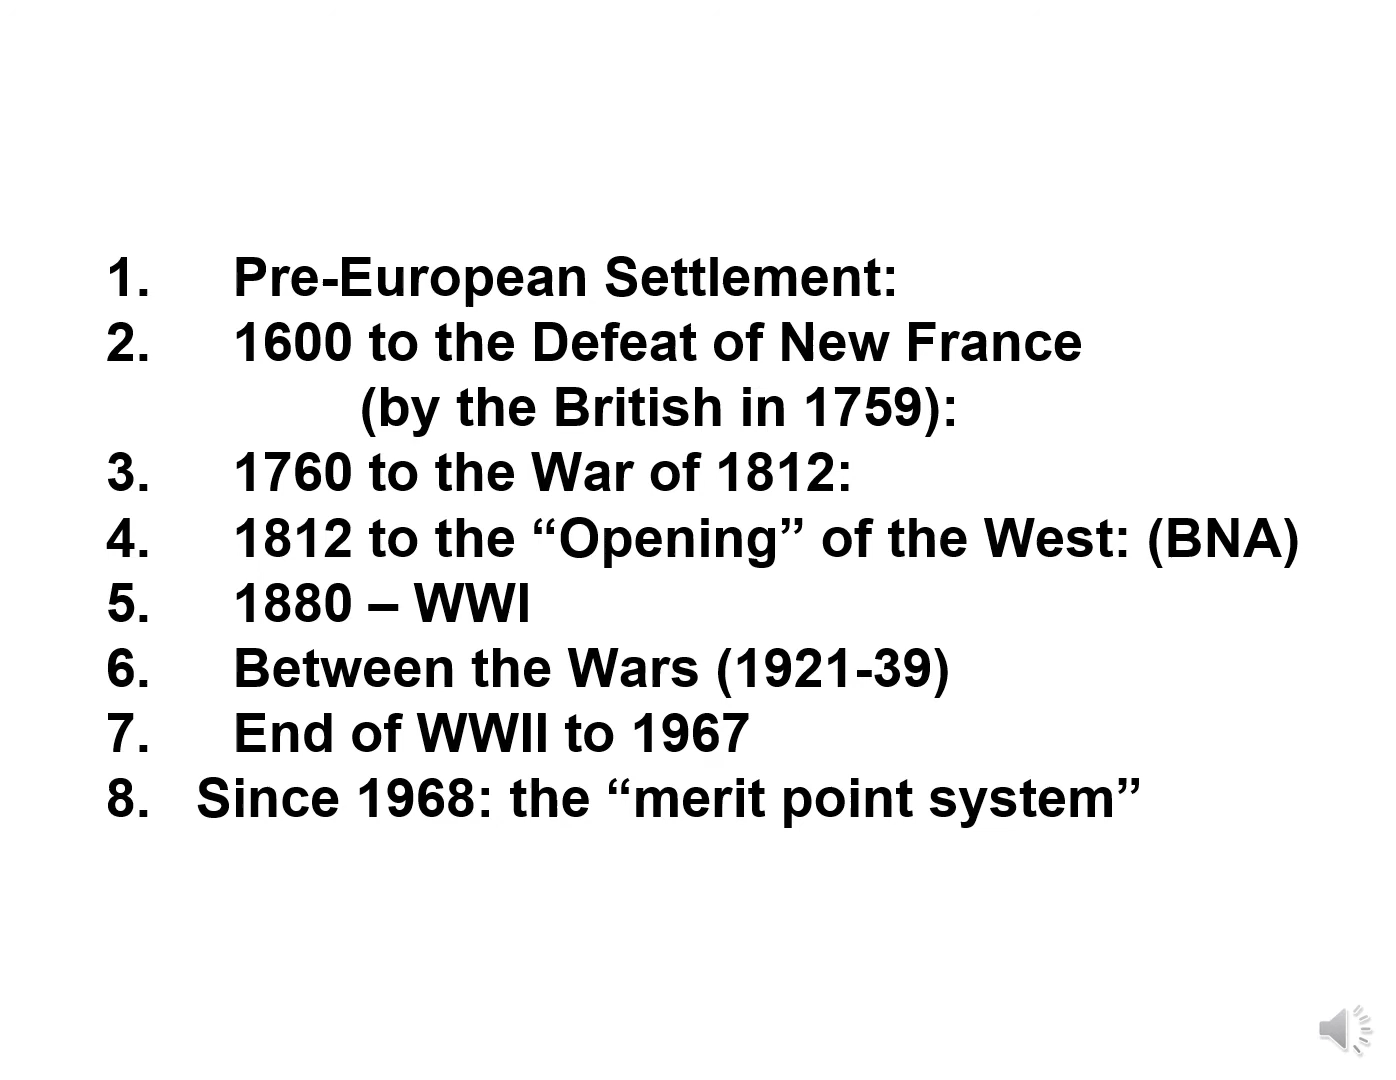 1. Pre-European Settlement:
2. 1600 to the Defeat of New France
(by the British in 1759):
3. 1760 to the War of 1812:
4. 1812 to the “Opening” of the West: (BNA)
5. 1880 – WWI
6. Between the Wars (1921-39)
7. End of WWII to 1967
8. Since 1968: the “merit point system”